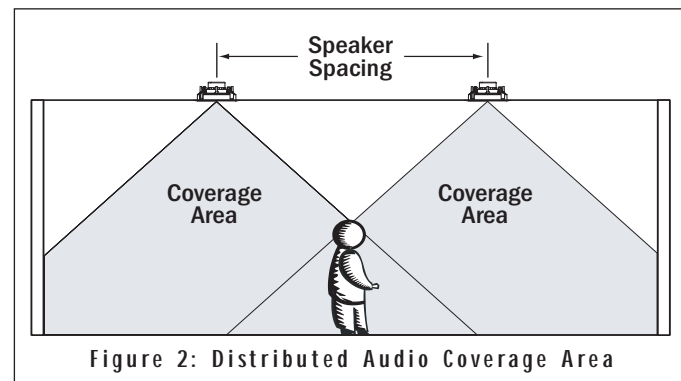 Speaker
Spacing
Coverage
Area
Coverage
Area
Figure 2: Distributed Audio Coverage Area